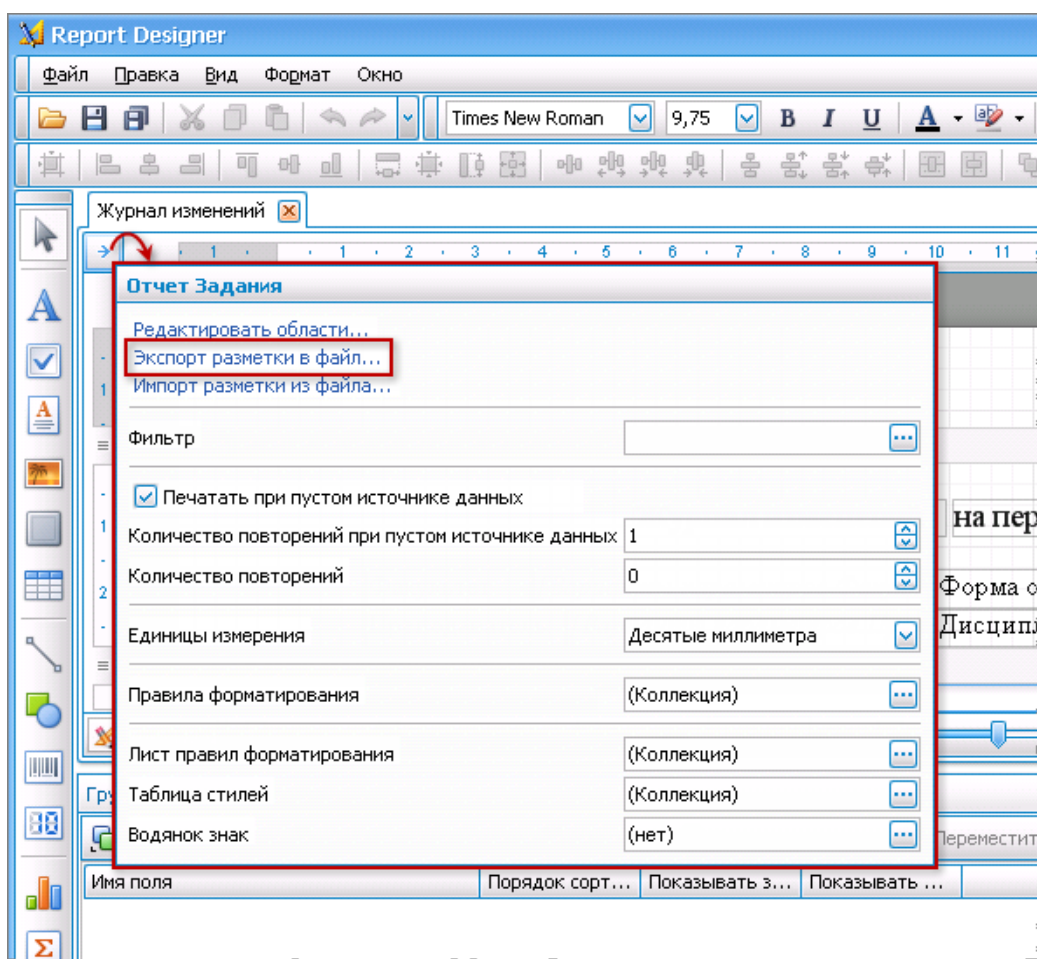 Report Designer
Файл Правка Вид Формат Окно
Times New Roman 9,75 B I U A ab
Журнал изменений
1 1 2 3 4 5 6 7 8 9 10 11
Отчет Задания
Редактировать области...
Экспорт разметки в файл...
Импорт разметки из файла...
1
Фильтр
Печатать при пустом источнике данных
1
на пер
Количество повторений при пустом источнике данных 1
Количество повторений 0
2
Форма о
Единицы измерения Десятые миллиметра
Правила форматирования (Коллекция)
Лист правил форматирования (Коллекция)
Таблица стилей (Коллекция)
Водянок знак (нет)
Имя поля Порядок сорт... Показывать з... Показывать ...